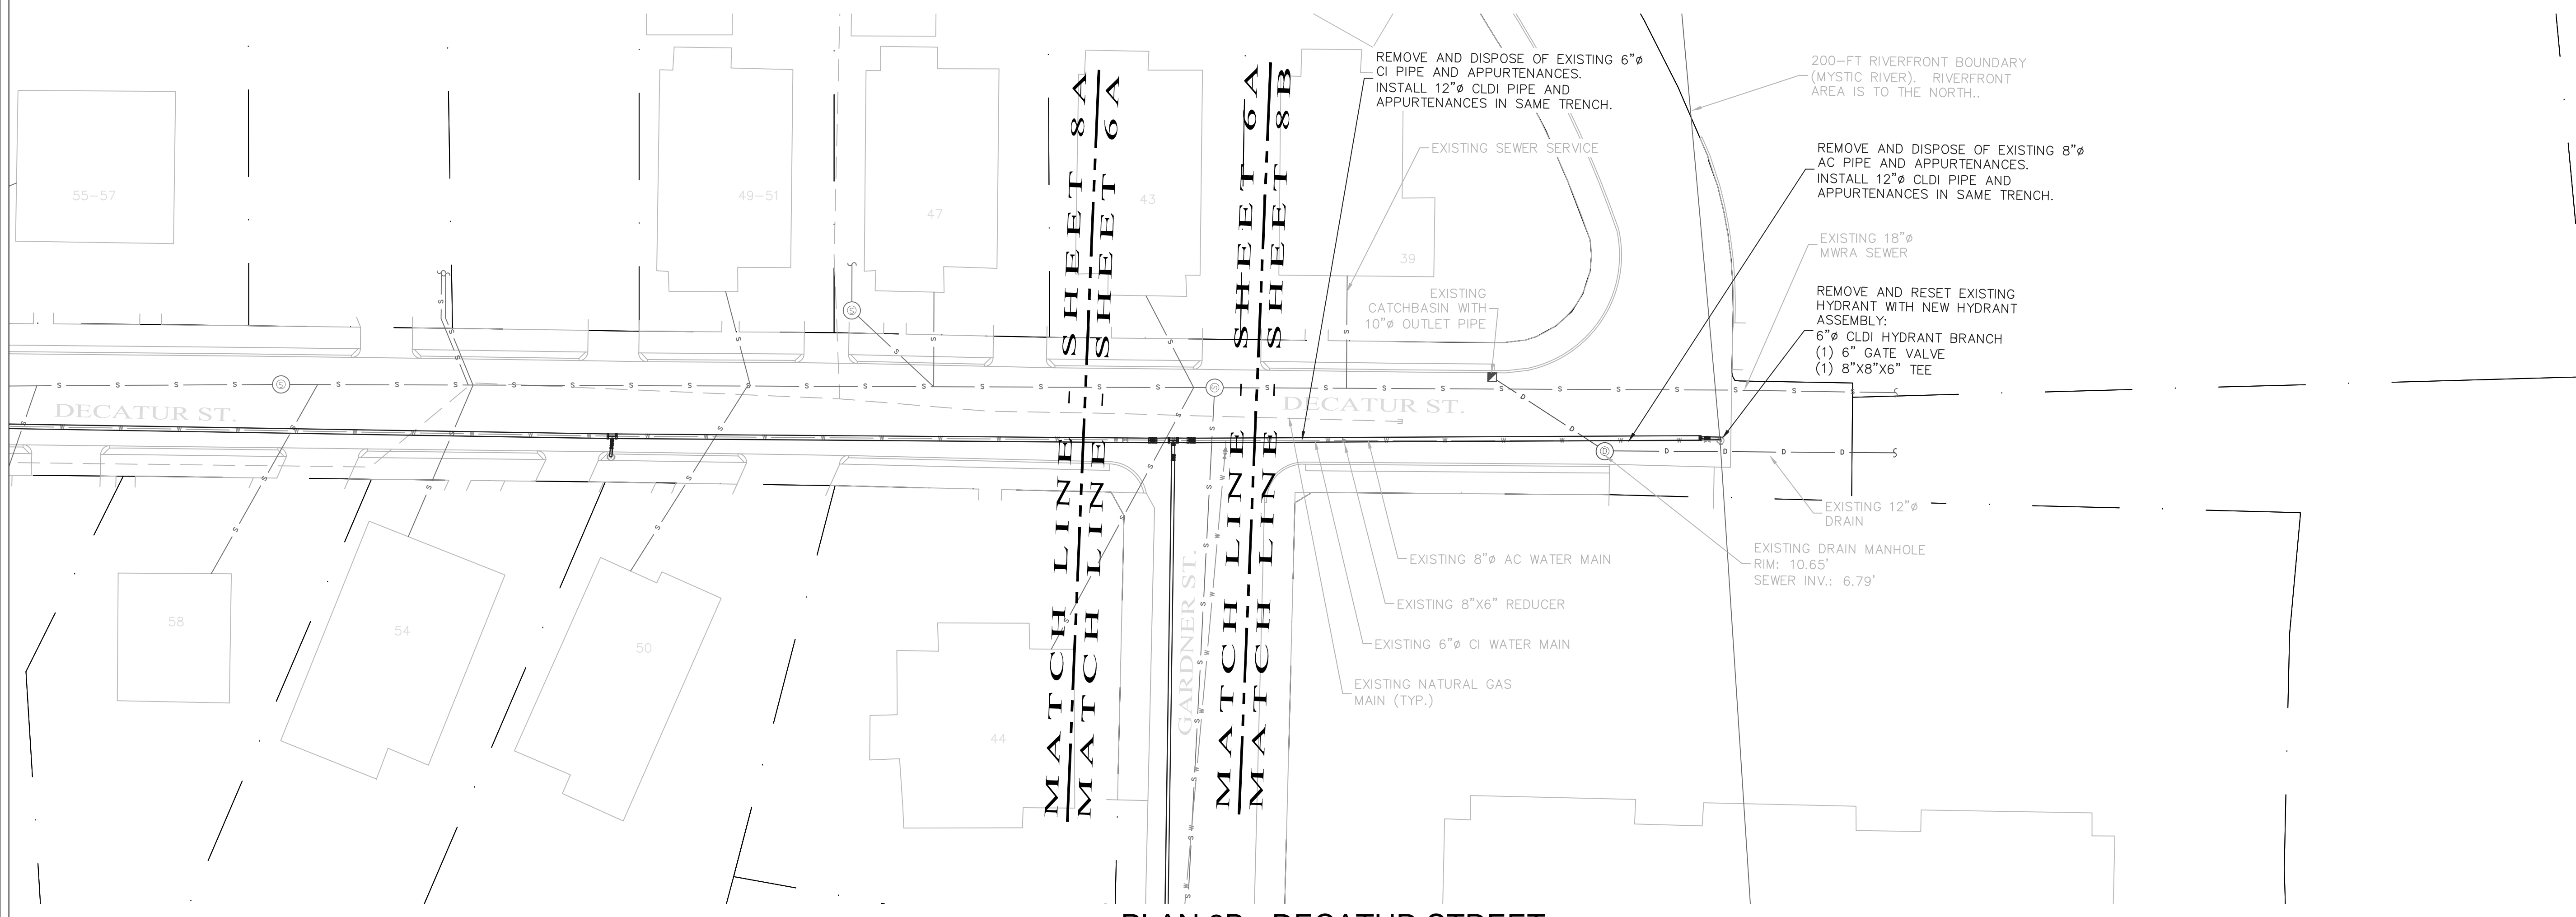 REMOVE AND DISPOSE OF EXISTING 6"ø
CI PIPE AND APPURTENANCES.
INSTALL 12"ø CLDI PIPE AND
APPURTENANCES IN SAME TRENCH.
200-FT RIVERFRONT BOUNDARY
(MYSTIC RIVER). RIVERFRONT
AREA IS TO THE NORTH..
EXISTING SEWER SERVICE
REMOVE AND DISPOSE OF EXISTING 8"ø
AC PIPE AND APPURTENANCES.
INSTALL 12"ø CLDI PIPE AND
APPURTENANCES IN SAME TRENCH.
55-57
49-51
47
43
39
EXISTING 18"ø
MWRA SEWER
EXISTING
CATCHBASIN WITH
10"ø OUTLET PIPE
REMOVE AND RESET EXISTING
HYDRANT WITH NEW HYDRANT
ASSEMBLY:
6"ø CLDI HYDRANT BRANCH
(1) 6" GATE VALVE
(1) 8"X8"X6" TEE
MATCH LINE - SHEET 8A
MATCH LINE - SHEET 6A
MATCH LINE - SHEET 6A
MATCH LINE - SHEET 8B
DECATUR ST.
DECATUR ST.
GARDNER ST.
EXISTING 12"ø
DRAIN
EXISTING DRAIN MANHOLE
RIM: 10.65'
SEWER INV.: 6.79'
EXISTING 8"ø AC WATER MAIN
EXISTING 8"X6" REDUCER
EXISTING 6"ø CI WATER MAIN
EXISTING NATURAL GAS
MAIN (TYP.)
58
54
50
44